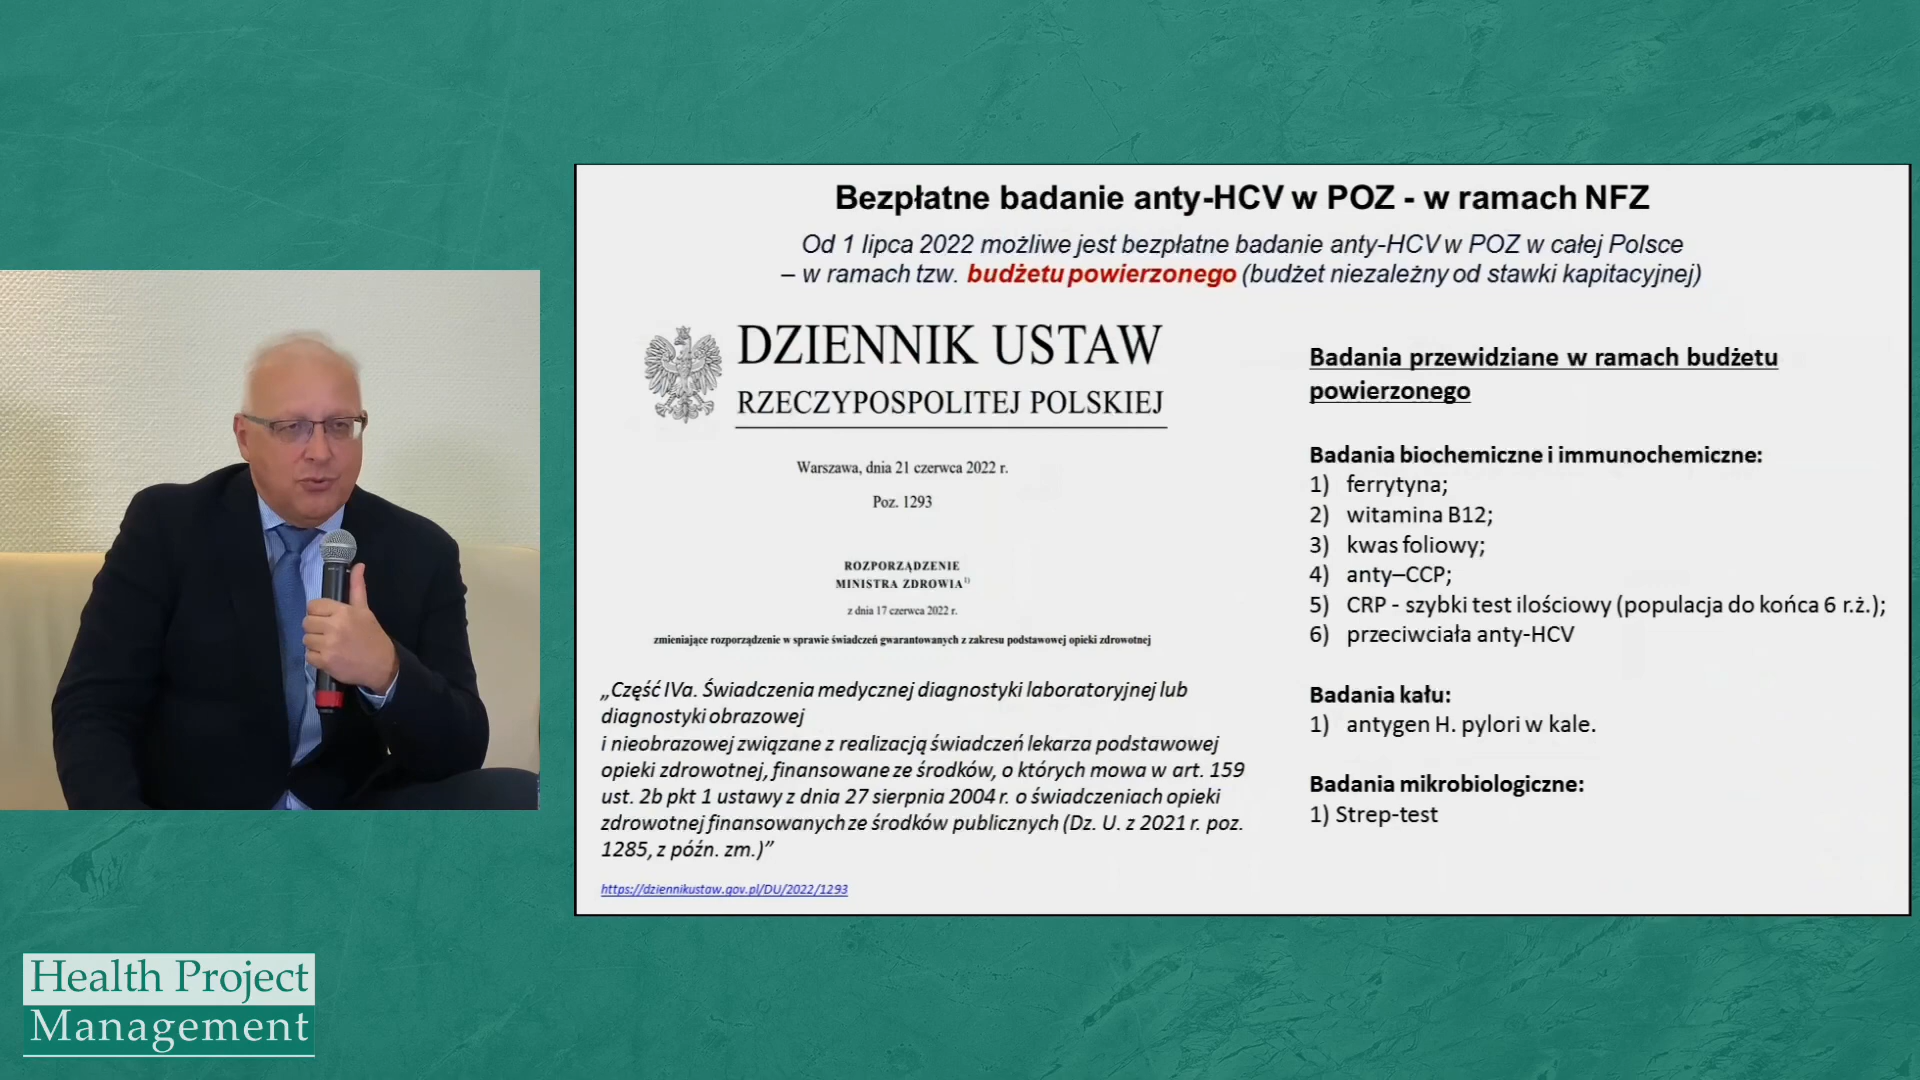 Bezpłatne badanie anty-HCV w POZ - w ramach NFZ
Od 1 lipca 2022 możliwe jest bezpłatne badanie anty-HCV w POZ w całej Polsce
– w ramach tzw. budżetu powierzonego (budżet niezależny od stawki kapitacyjnej)
DZIENNIK USTAW
RZECZYPOSPOLITEJ POLSKIEJ
Warszawa, dnia 21 czerwca 2022 r.
Poz. 1293
ROZPORZĄDZENIE
MINISTRA ZDROWIA¹⁾
z dnia 17 czerwca 2022 r.
zmieniające rozporządzenie w sprawie świadczeń gwarantowanych z zakresu podstawowej opieki zdrowotnej
„Część IVa. Świadczenia medycznej diagnostyki laboratoryjnej lub
diagnostyki obrazowej
i nieobrazowej związane z realizacją świadczeń lekarza podstawowej
opieki zdrowotnej, finansowane ze środków, o których mowa w art. 159
ust. 2b pkt 1 ustawy z dnia 27 sierpnia 2004 r. o świadczeniach opieki
zdrowotnej finansowanych ze środków publicznych (Dz. U. z 2021 r. poz.
1285, z późn. zm.)”
https://dziennikustaw.gov.pl/DU/2022/1293
Badania przewidziane w ramach budżetu
powierzonego
Badania biochemiczne i immunochemiczne:
1) ferrytyna;
2) witamina B12;
3) kwas foliowy;
4) anty–CCP;
5) CRP - szybki test ilościowy (populacja do końca 6 r.ż.);
6) przeciwciała anty-HCV
Badania kału:
1) antygen H. pylori w kale.
Badania mikrobiologiczne:
1) Strep-test
Health Project
Management